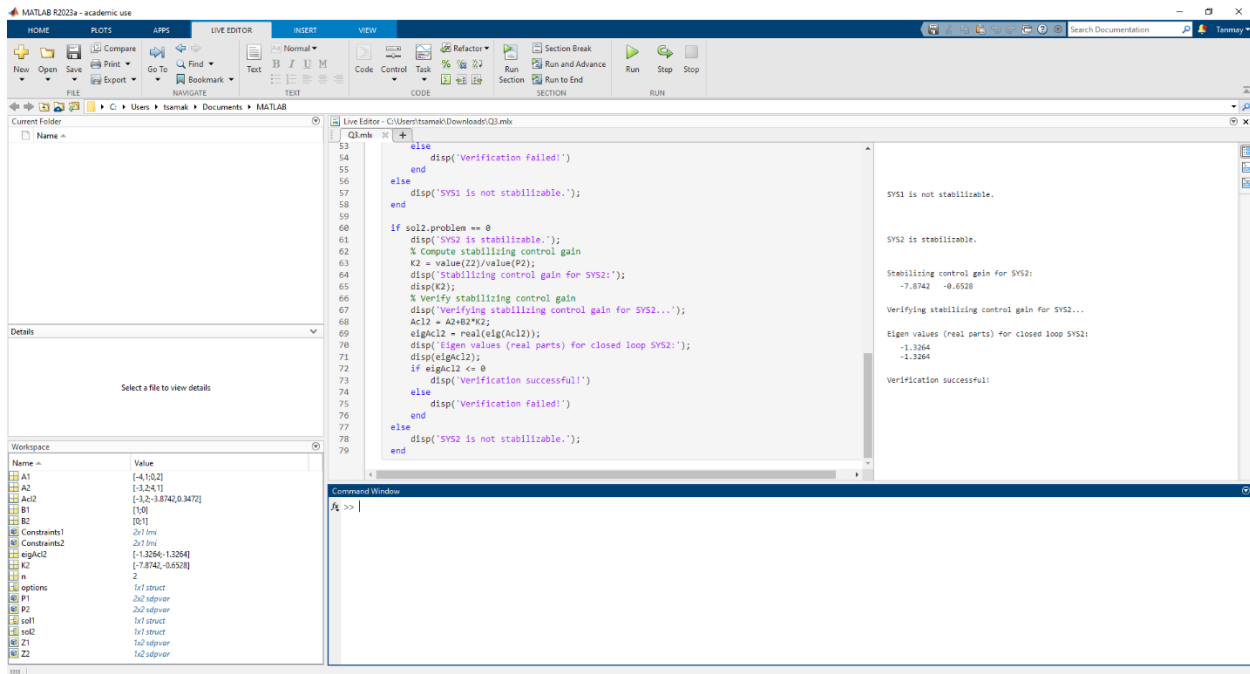 MATLAB R2023a - academic use
HOME PLOTS APPS LIVE EDITOR INSERT VIEW
Search Documentation Tanmay
New Open Save Compare Print Export
FILE
Go To Find Bookmark
NAVIGATE
Text Normal B I U M
TEXT
Code Control Task Refactor
CODE
Run Section Section Break Run and Advance Run to End
SECTION
Run Step Stop
RUN
C: Users tsamak Documents MATLAB
Current Folder
Name
Details
Select a file to view details
Workspace
Name Value
A1 [-4,1;0,2]
A2 [-3,2;4,1]
Acl2 [-3,2;-3.8742,0.3472]
B1 [1;0]
B2 [0;1]
Constraints1 2x1 lmi
Constraints2 2x1 lmi
eigAcl2 [-1.3264;-1.3264]
K2 [-7.8742,-0.6528]
n 2
options 1x1 struct
P1 2x2 sdpvar
P2 2x2 sdpvar
sol1 1x1 struct
sol2 1x1 struct
Z1 1x2 sdpvar
Z2 1x2 sdpvar
Live Editor - C:\Users\tsamak\Downloads\Q3.mlx
Q3.mlx +
53 else
54 disp('Verification failed!')
55 end
56 else
57 disp('SYS1 is not stabilizable.');
58 end
59
60 if sol2.problem == 0
61 disp('SYS2 is stabilizable.');
62 % Compute stabilizing control gain
63 K2 = value(Z2)/value(P2);
64 disp('Stabilizing control gain for SYS2:');
65 disp(K2);
66 % Verify stabilizing control gain
67 disp('Verifying stabilizing control gain for SYS2...');
68 Acl2 = A2+B2*K2;
69 eigAcl2 = real(eig(Acl2));
70 disp('Eigen values (real parts) for closed loop SYS2:');
71 disp(eigAcl2);
72 if eigAcl2 <= 0
73 disp('Verification successful!')
74 else
75 disp('Verification failed!')
76 end
77 else
78 disp('SYS2 is not stabilizable.');
79 end
SYS1 is not stabilizable.
SYS2 is stabilizable.
Stabilizing control gain for SYS2:
-7.8742 -0.6528
Verifying stabilizing control gain for SYS2...
Eigen values (real parts) for closed loop SYS2:
-1.3264
-1.3264
Verification successful!
Command Window
fx >>